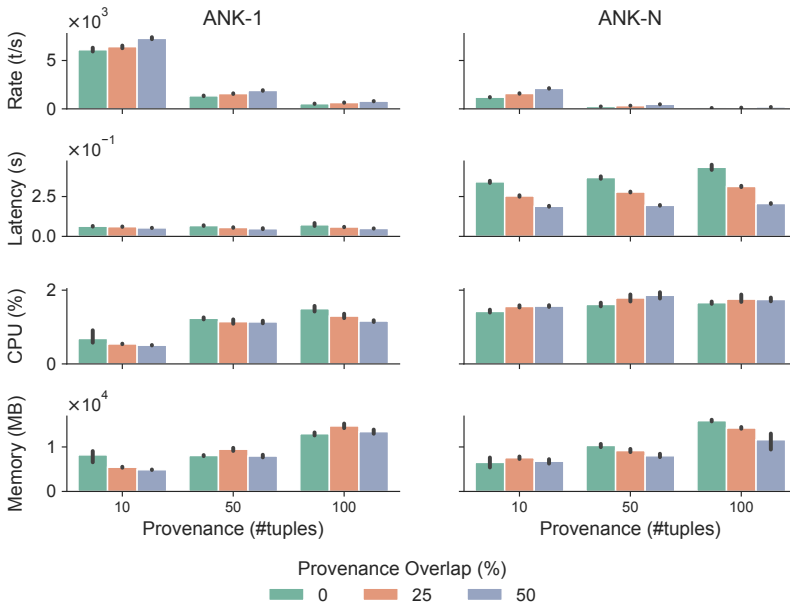 ANK-1
ANK-N
×10³
Rate (t/s)
5
0
×10⁻¹
Latency (s)
2.5
0.0
CPU (%)
2
0
×10⁴
Memory (MB)
1
0
10 50 100
10 50 100
Provenance (#tuples)
Provenance (#tuples)
Provenance Overlap (%)
0 25 50